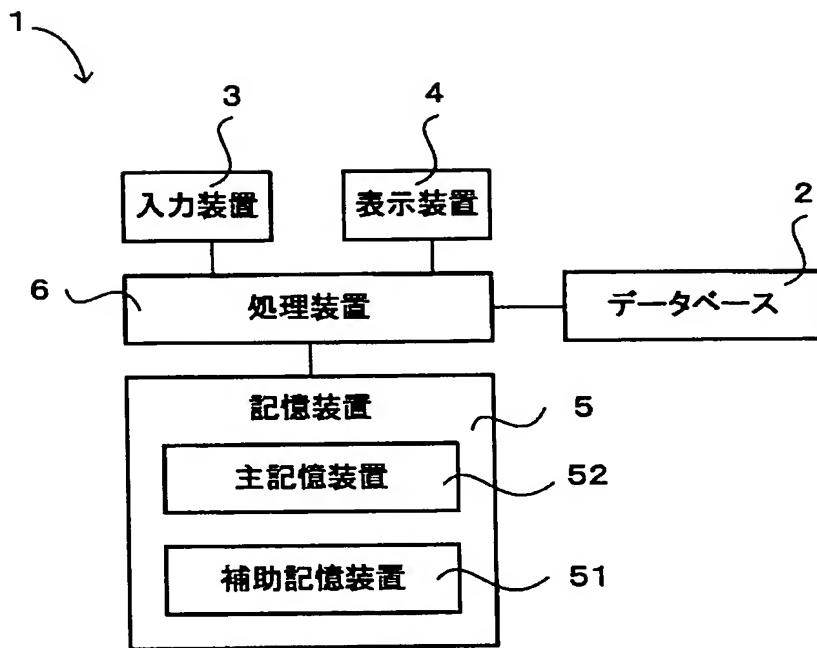 1
3
4
入力装置
表示装置
2
6
処理装置
データベース
記憶装置
5
主記憶装置
52
補助記憶装置
51